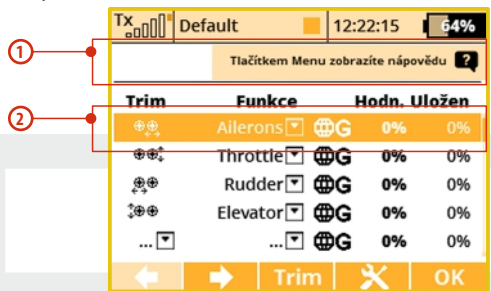 Tx Default 12:22:15 64%
1
Tlačítkem Menu zobrazíte nápovědu ?
Trim Funkce Hodn. Uložen
2
Ailerons G 0% 0%
Throttle G 0% 0%
Rudder G 0% 0%
Elevator G 0% 0%
... ... G 0% 0%
Trim OK